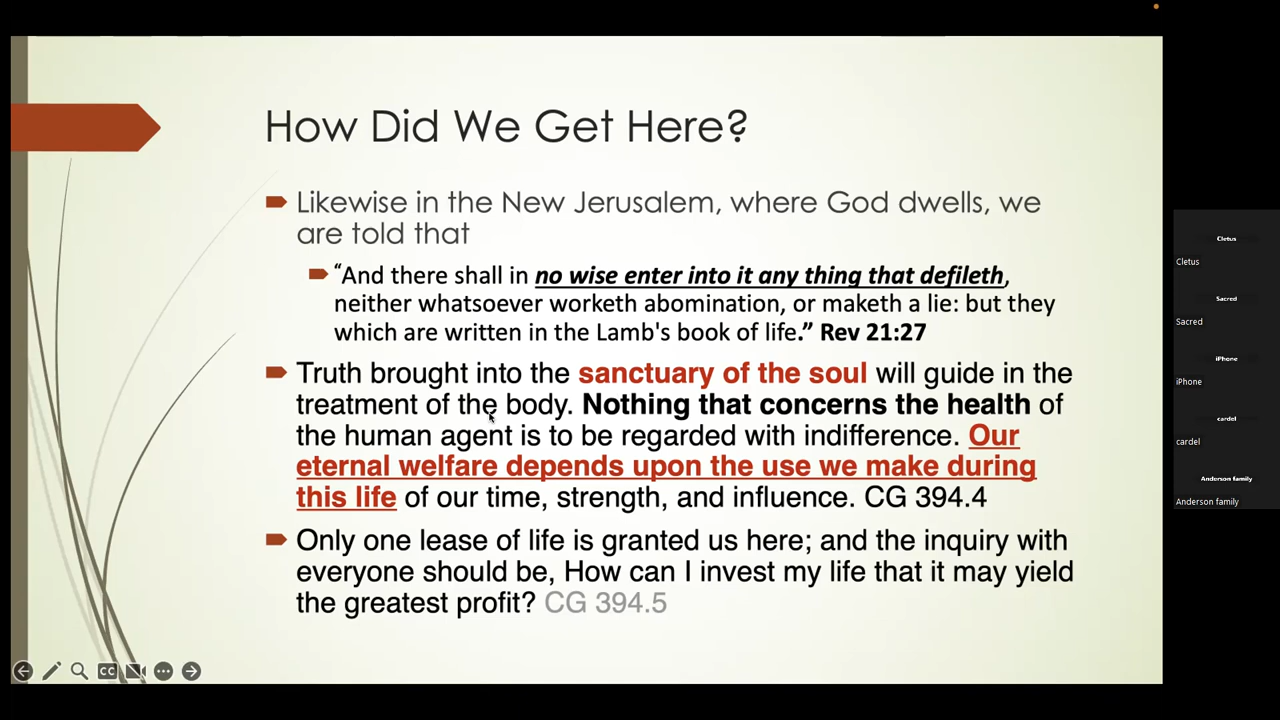 How Did We Get Here?
Likewise in the New Jerusalem, where God dwells, we
are told that
“And there shall in no wise enter into it any thing that defileth,
neither whatsoever worketh abomination, or maketh a lie: but they
which are written in the Lamb's book of life.” Rev 21:27
Truth brought into the sanctuary of the soul will guide in the
treatment of the body. Nothing that concerns the health of
the human agent is to be regarded with indifference. Our
eternal welfare depends upon the use we make during
this life of our time, strength, and influence. CG 394.4
Only one lease of life is granted us here; and the inquiry with
everyone should be, How can I invest my life that it may yield
the greatest profit? CG 394.5
CC
Cletus
Cletus
Sacred
Sacred
iPhone
iPhone
cardel
cardel
Anderson family
Anderson family